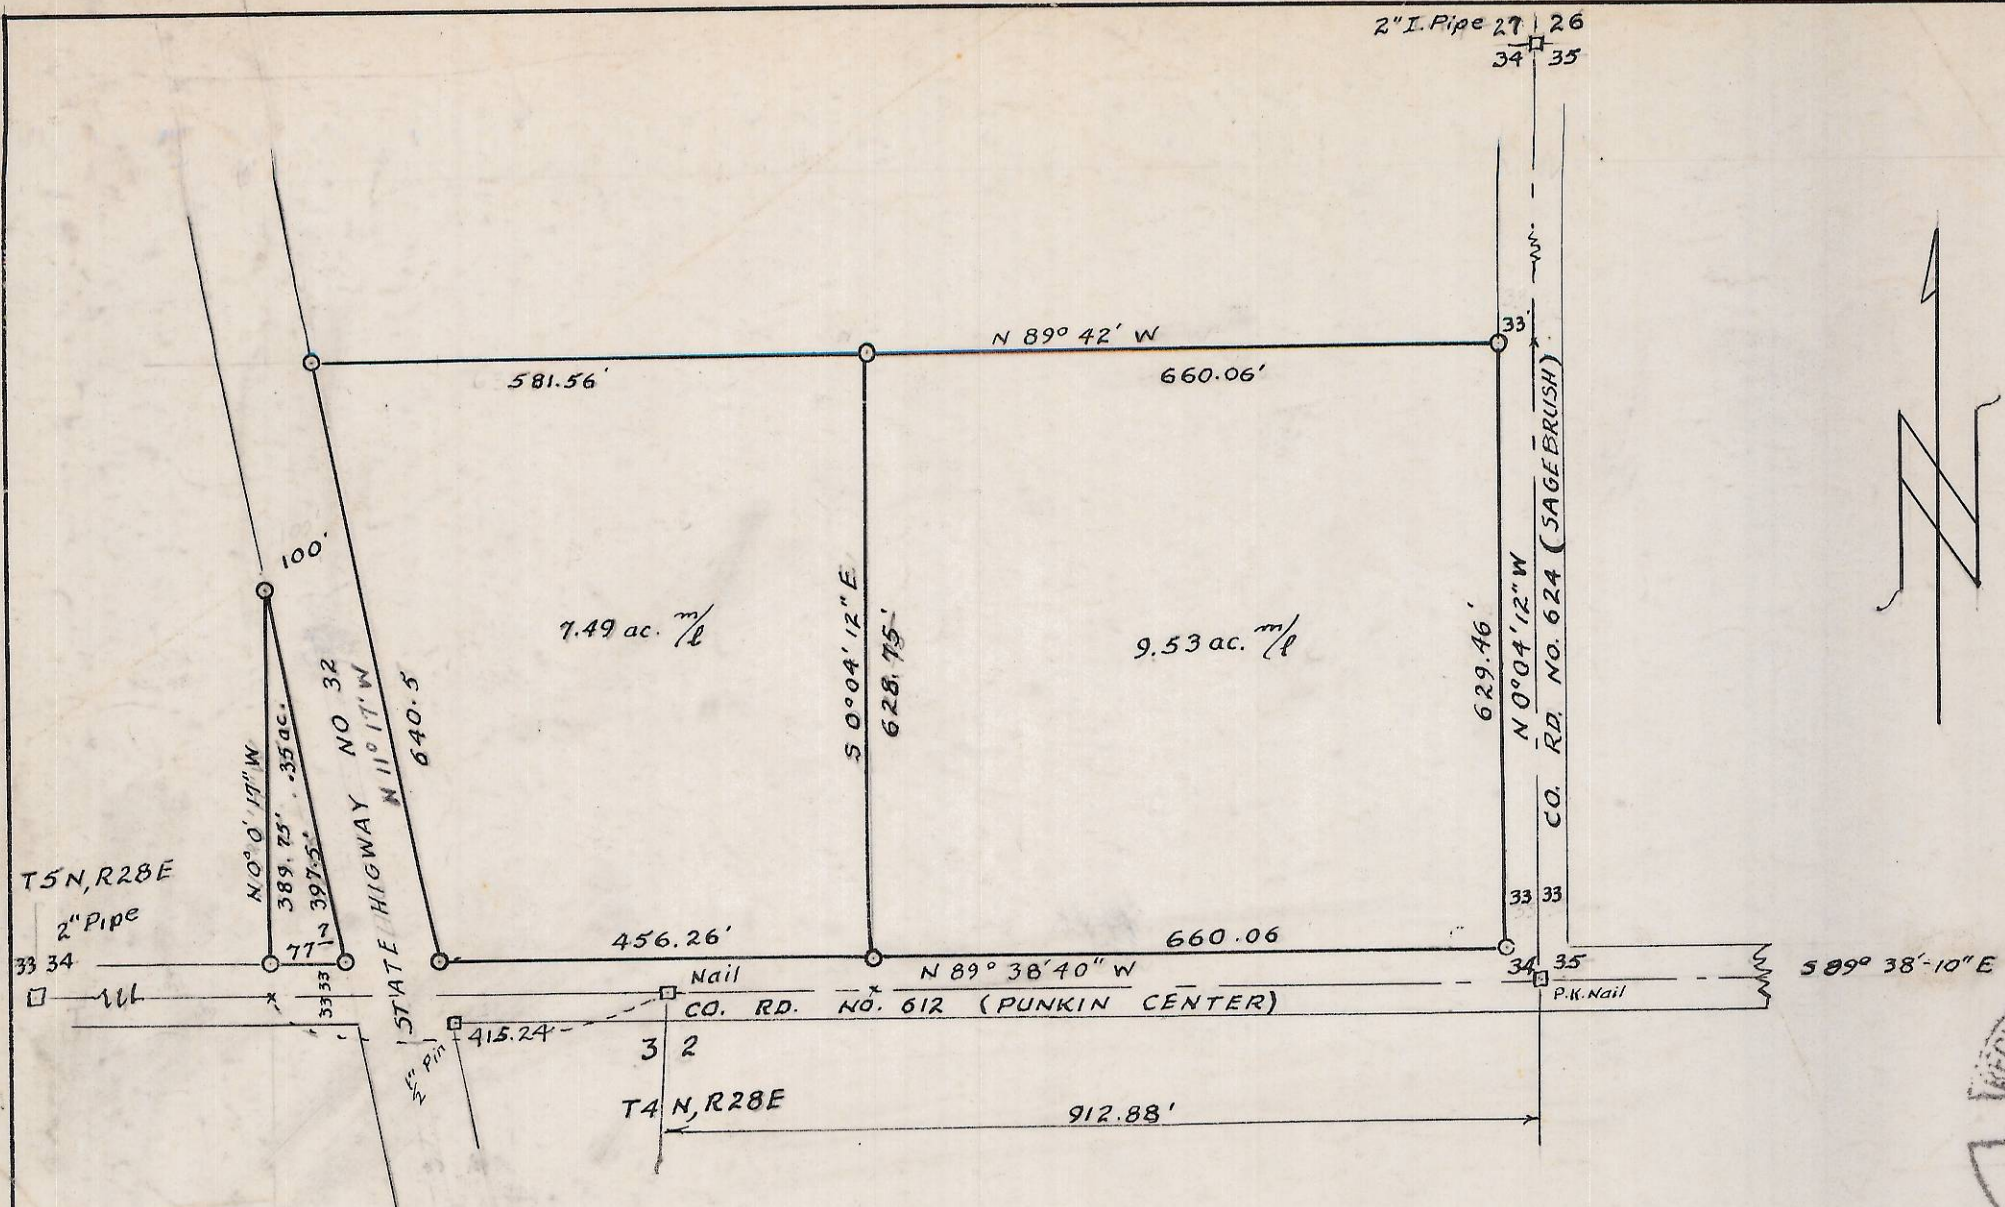 2" I. Pipe 27 26
34 35
33'
N 89° 42' W
581.56'
660.06'
100'
7.49 ac. m/l
9.53 ac. m/l
S 0° 04' 12" E
628.75'
629.46'
N 0° 04' 12" W
CO. RD. NO. 624 (SAGEBRUSH)
N 0° 0' 17" W
389.75'
.35 ac.
397.5'
STATE HIGWAY NO 32
N 11° 17' W
640.5
T5N, R28E
2" Pipe
33 34
77 7
33 33
456.26'
660.06
33 33
Nail
N 89° 38' 40" W
34 35
P.K. Nail
S 89° 38'-10" E
CO. RD. NO. 612 (PUNKIN CENTER)
415.24'
3 2
T4 N, R28E
912.88'